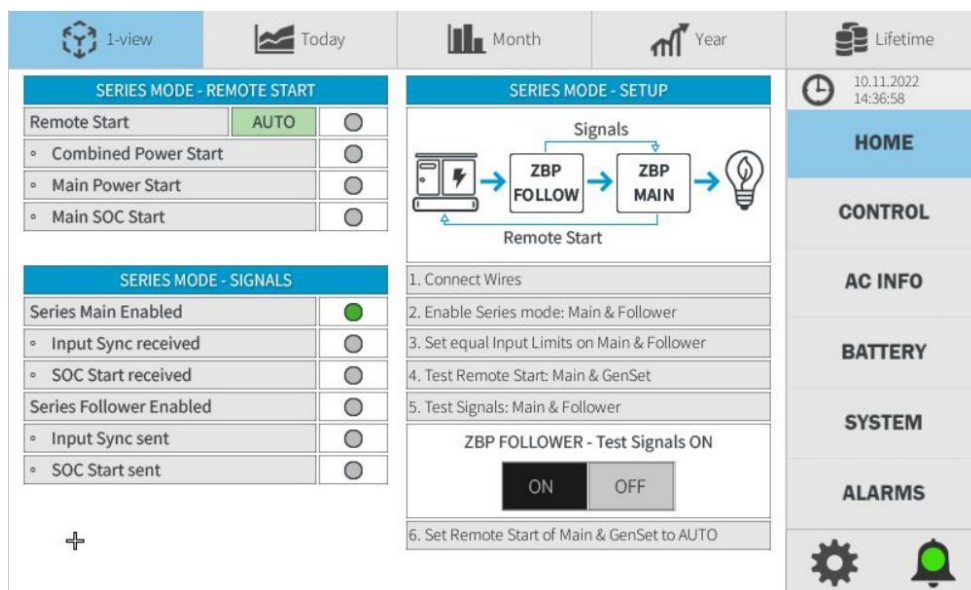 1-view
Today
Month
Year
Lifetime
SERIES MODE - REMOTE START
Remote Start AUTO
Combined Power Start
Main Power Start
Main SOC Start
SERIES MODE - SIGNALS
Series Main Enabled
Input Sync received
SOC Start received
Series Follower Enabled
Input Sync sent
SOC Start sent
SERIES MODE - SETUP
Signals
ZBP
FOLLOW
ZBP
MAIN
Remote Start
1. Connect Wires
2. Enable Series mode: Main & Follower
3. Set equal Input Limits on Main & Follower
4. Test Remote Start: Main & GenSet
5. Test Signals: Main & Follower
ZBP FOLLOWER - Test Signals ON
ON OFF
6. Set Remote Start of Main & GenSet to AUTO
10.11.2022
14:36:58
HOME
CONTROL
AC INFO
BATTERY
SYSTEM
ALARMS